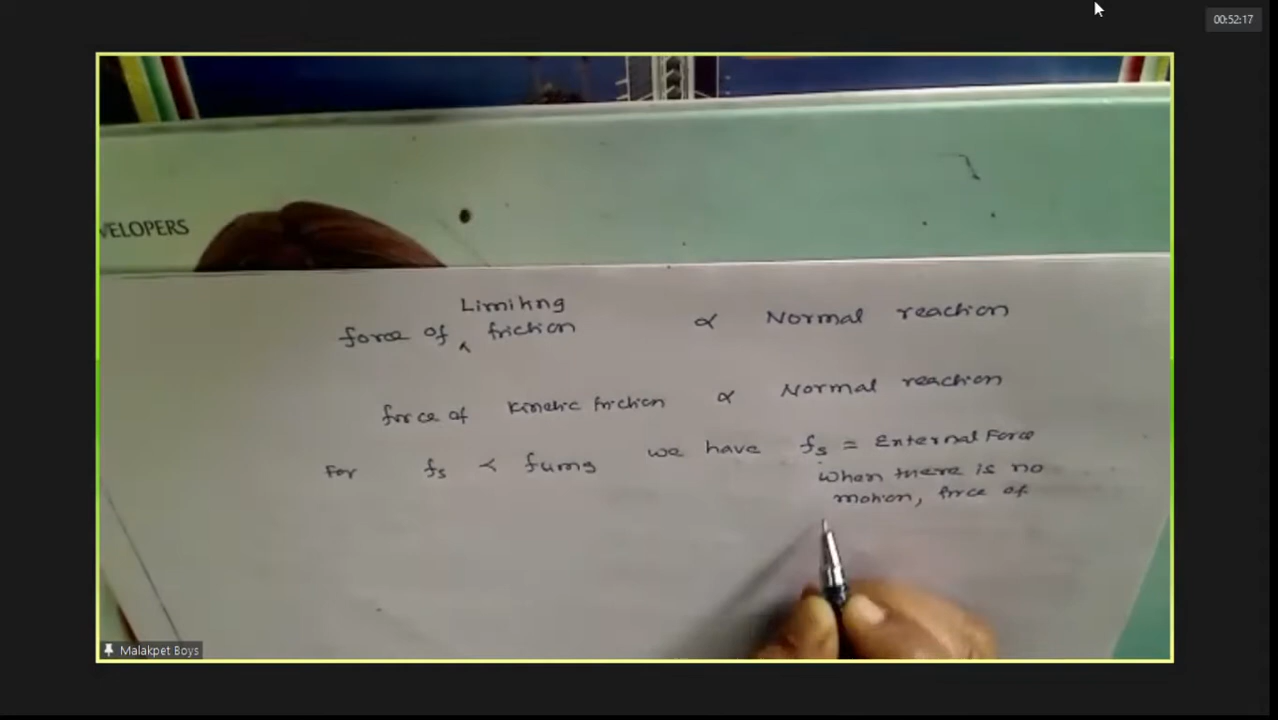 00:52:17
VELOPERS
Limiting
force of ‸ friction ∝ Normal reaction
force of kinetic friction ∝ Normal reaction
For fs < fums we have fs = External Force
when there is no
motion, force of
Malakpet Boys